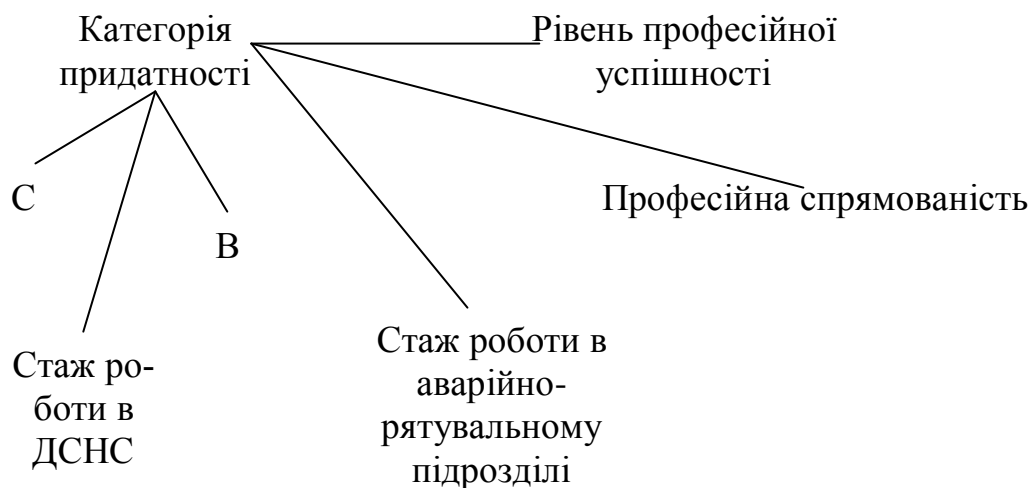 Категорія
придатності
Рівень професійної
успішності
С
Професійна спрямованість
В
Стаж ро-
боти в
ДСНС
Стаж роботи в
аварійно-
рятувальному
підрозділі